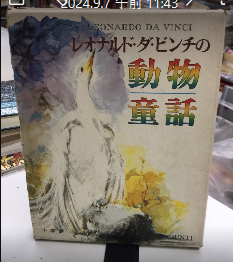 2024.9.7 午前 11:43
LEONARDO DA VINCI
レオナルド・ダ・ビンチの
動物
童話
GIUNTI